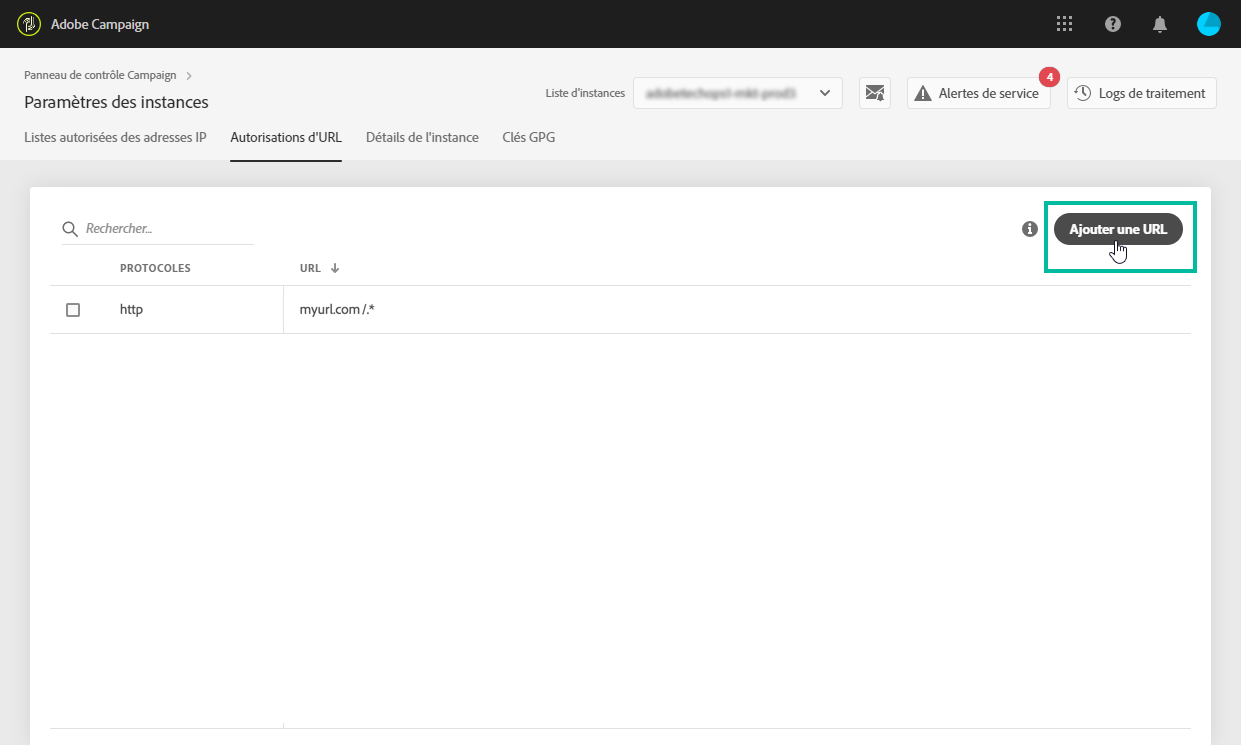 Adobe Campaign
Panneau de contrôle Campaign
Paramètres des instances
Liste d'instances
Alertes de service
4
Logs de traitement
Listes autorisées des adresses IP
Autorisations d'URL
Détails de l'instance
Clés GPG
Rechercher...
Ajouter une URL
PROTOCOLES
URL
http
myurl.com/.*